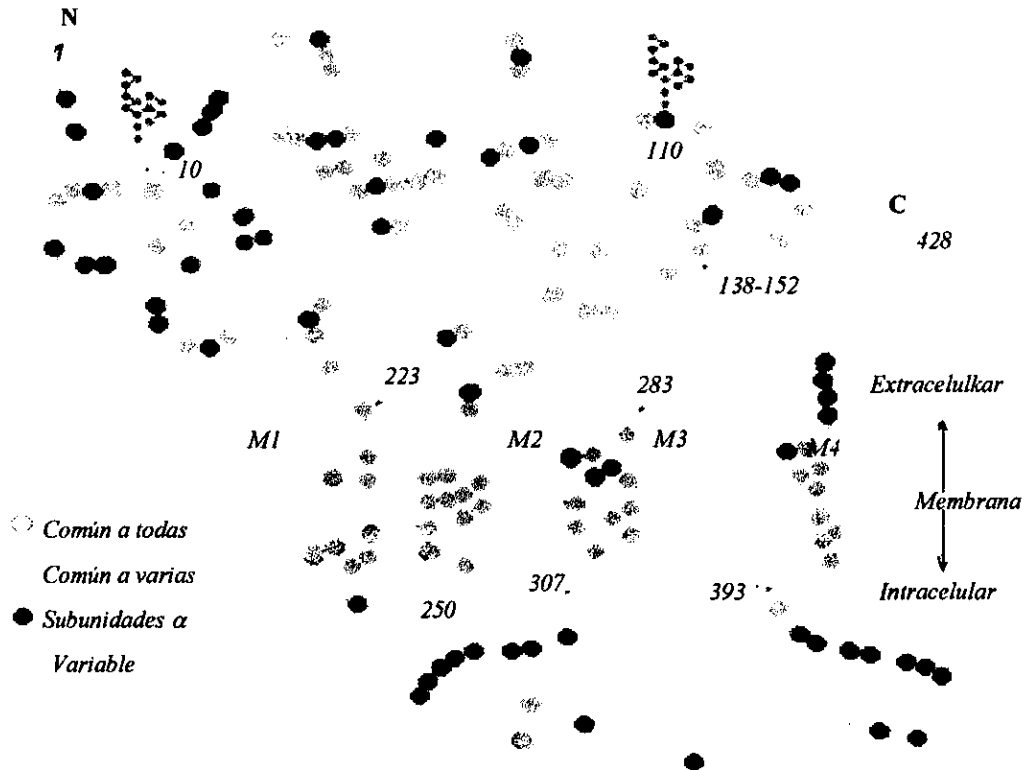 N
1
10
110
C
428
138-152
223
283
Extracelulkar
M1
M2
M3
M4
Membrana
Común a todas
Común a varias
307
393
Intracelular
250
Subunidades α
Variable